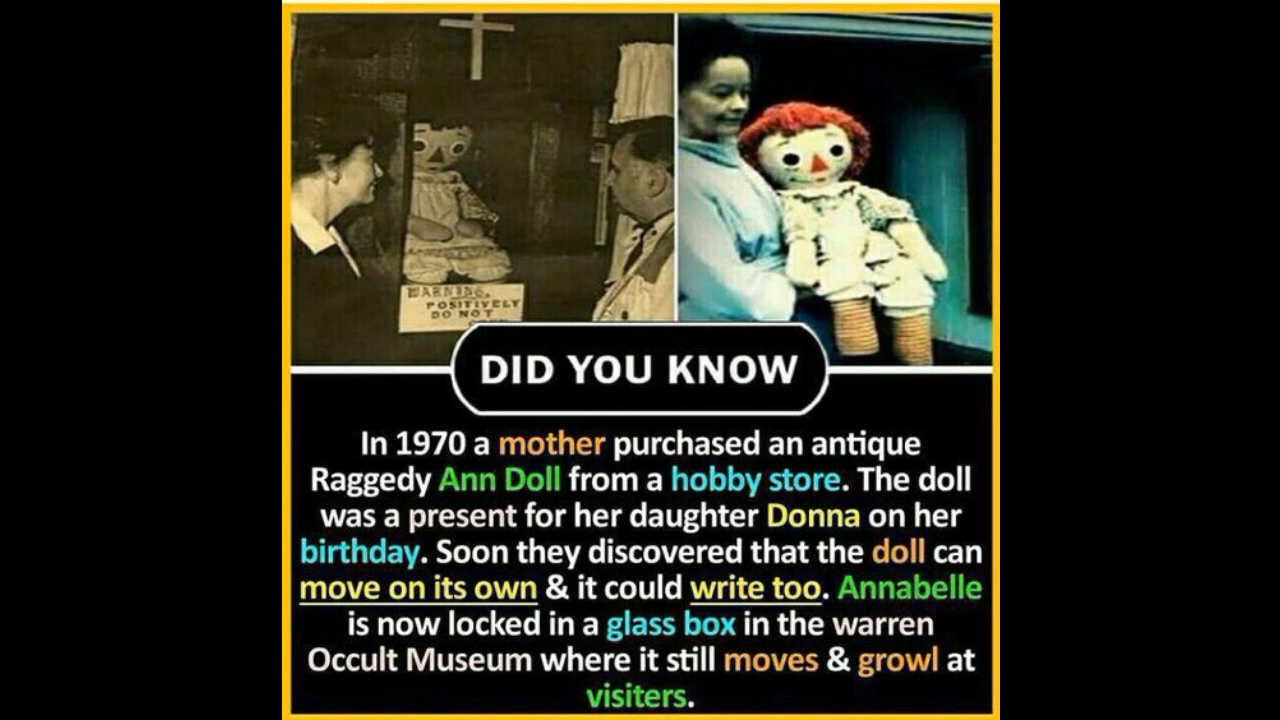 WARNING,
POSITIVELY
DO NOT
DID YOU KNOW
In 1970 a mother purchased an antique
Raggedy Ann Doll from a hobby store. The doll
was a present for her daughter Donna on her
birthday. Soon they discovered that the doll can
move on its own & it could write too. Annabelle
is now locked in a glass box in the warren
Occult Museum where it still moves & growl at
visiters.